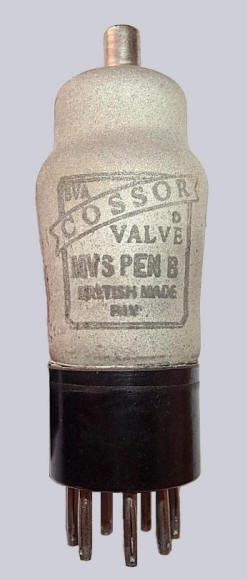 BVA
COSSOR
D
VALVE
MVS PEN B
BRITISH MADE